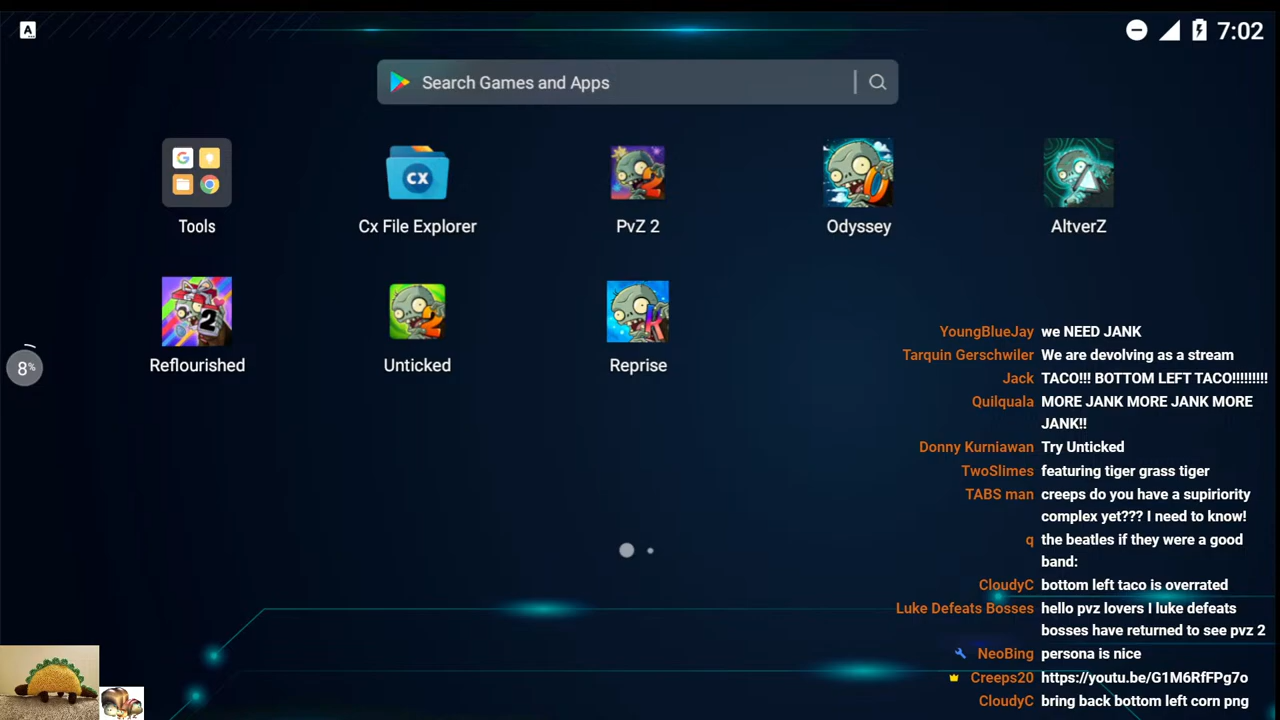 A
7:02
Search Games and Apps
CX
2
O
Tools
Cx File Explorer
PvZ 2
Odyssey
AltverZ
2
2
K
Reflourished
Unticked
Reprise
8%
YoungBlueJay we NEED JANK
Tarquin Gerschwiler We are devolving as a stream
Jack TACO!!! BOTTOM LEFT TACO!!!!!!!!!
Quilquala MORE JANK MORE JANK MORE
JANK!!
Donny Kurniawan Try Unticked
TwoSlimes featuring tiger grass tiger
TABS man creeps do you have a supiriority
complex yet??? I need to know!
q the beatles if they were a good
band:
CloudyC bottom left taco is overrated
Luke Defeats Bosses hello pvz lovers I luke defeats
bosses have returned to see pvz 2
NeoBing persona is nice
Creeps20 https://youtu.be/G1M6RfFPg7o
CloudyC bring back bottom left corn png